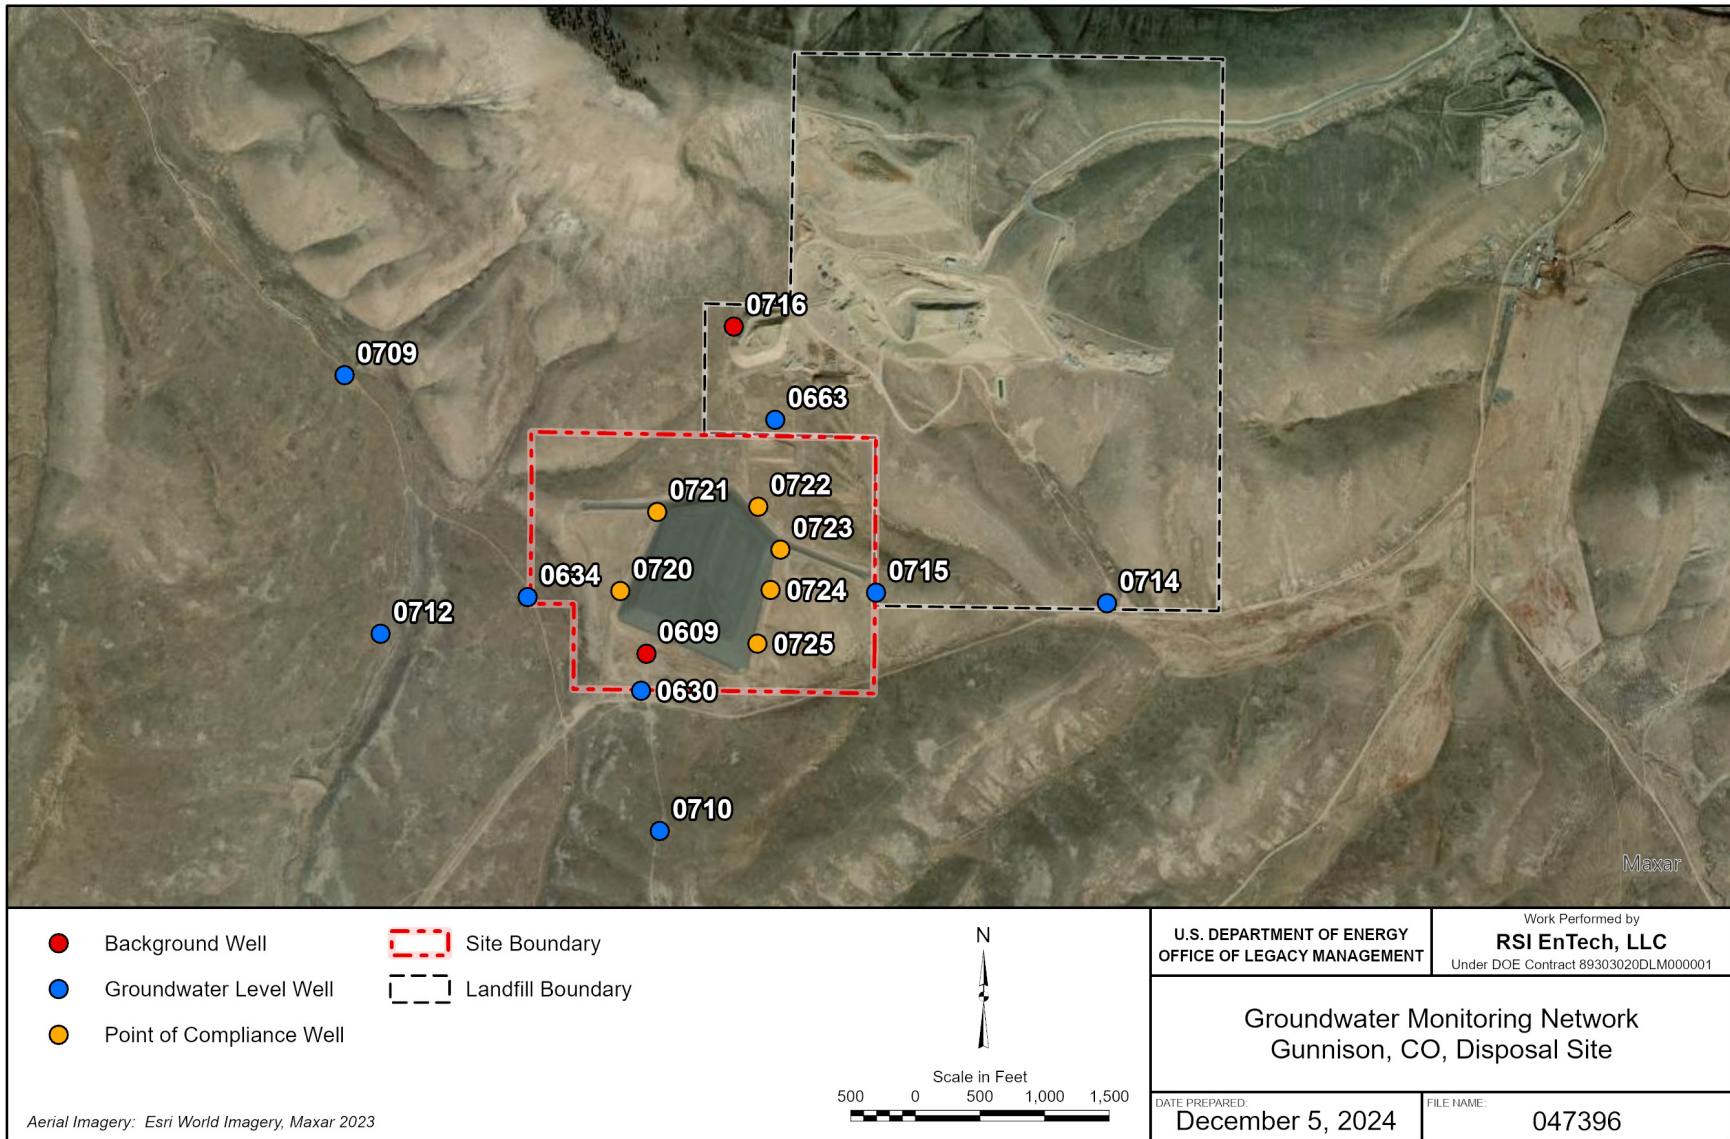 0716
0709
0663
0721
0722
0723
0634
0720
0715
0714
0724
0712
0609
0725
0630
0710
Maxar
Background Well
Groundwater Level Well
Point of Compliance Well
Site Boundary
Landfill Boundary
Aerial Imagery: Esri World Imagery, Maxar 2023
N
Scale in Feet
500 0 500 1,000 1,500
U.S. DEPARTMENT OF ENERGY
OFFICE OF LEGACY MANAGEMENT
Work Performed by
RSI EnTech, LLC
Under DOE Contract 89303020DLM000001
Groundwater Monitoring Network
Gunnison, CO, Disposal Site
DATE PREPARED:
December 5, 2024
FILE NAME:
047396